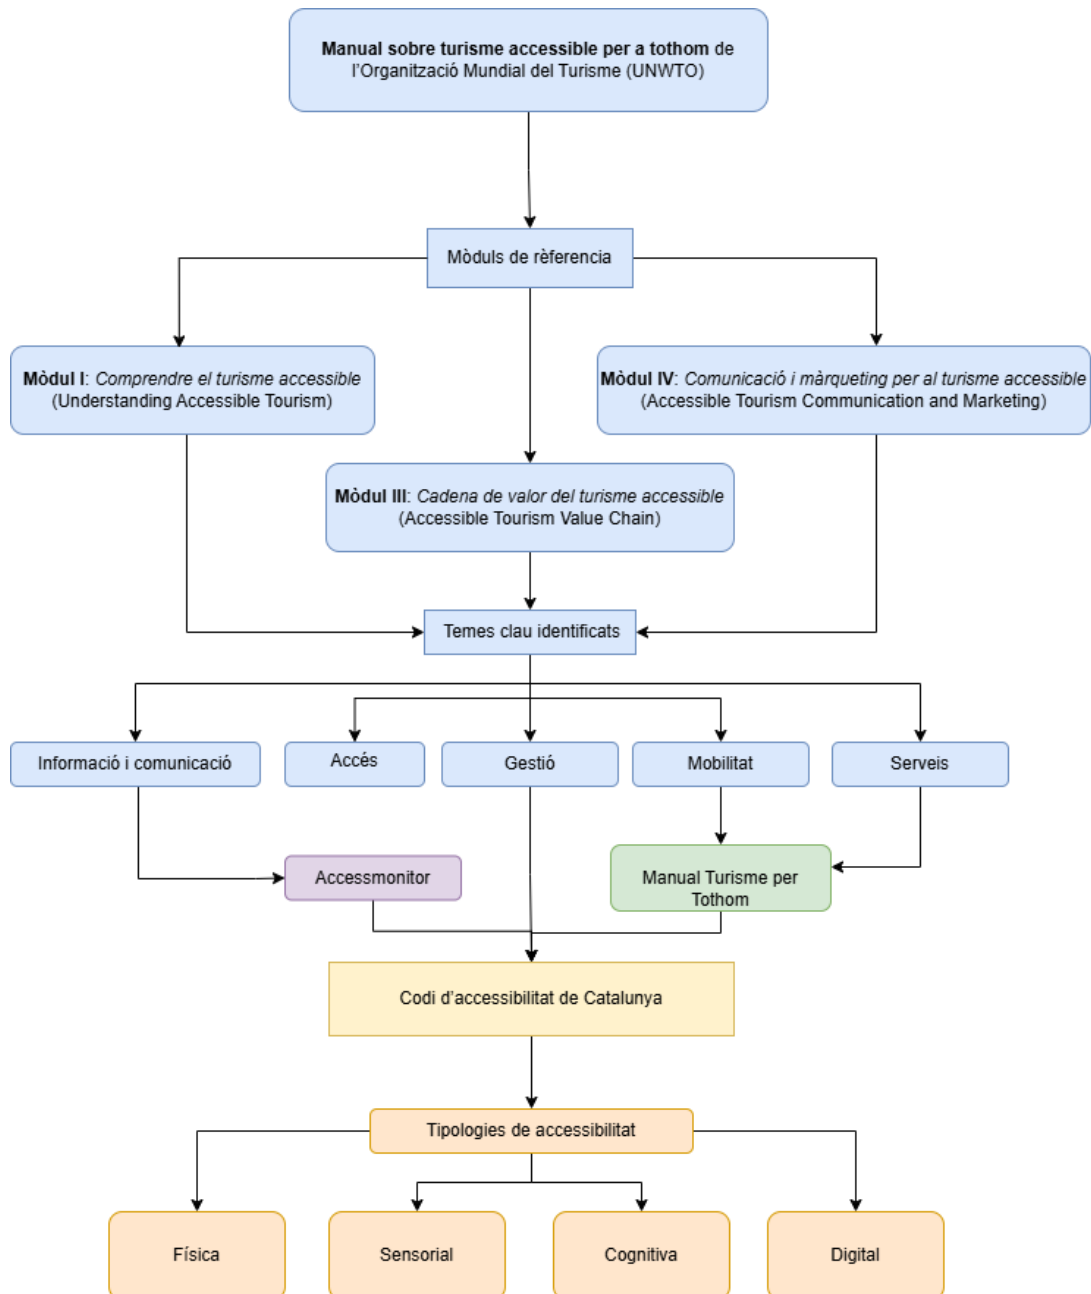 Manual sobre turisme accessible per a tothom de
l'Organització Mundial del Turisme (UNWTO)
Mòduls de rèferencia
Mòdul I: Comprendre el turisme accessible
(Understanding Accessible Tourism)
Mòdul IV: Comunicació i màrqueting per al turisme accessible
(Accessible Tourism Communication and Marketing)
Mòdul III: Cadena de valor del turisme accessible
(Accessible Tourism Value Chain)
Temes clau identificats
Informació i comunicació
Accés
Gestió
Mobilitat
Serveis
Accessmonitor
Manual Turisme per
Tothom
Codi d'accessibilitat de Catalunya
Tipologies de accessibilitat
Física
Sensorial
Cognitiva
Digital